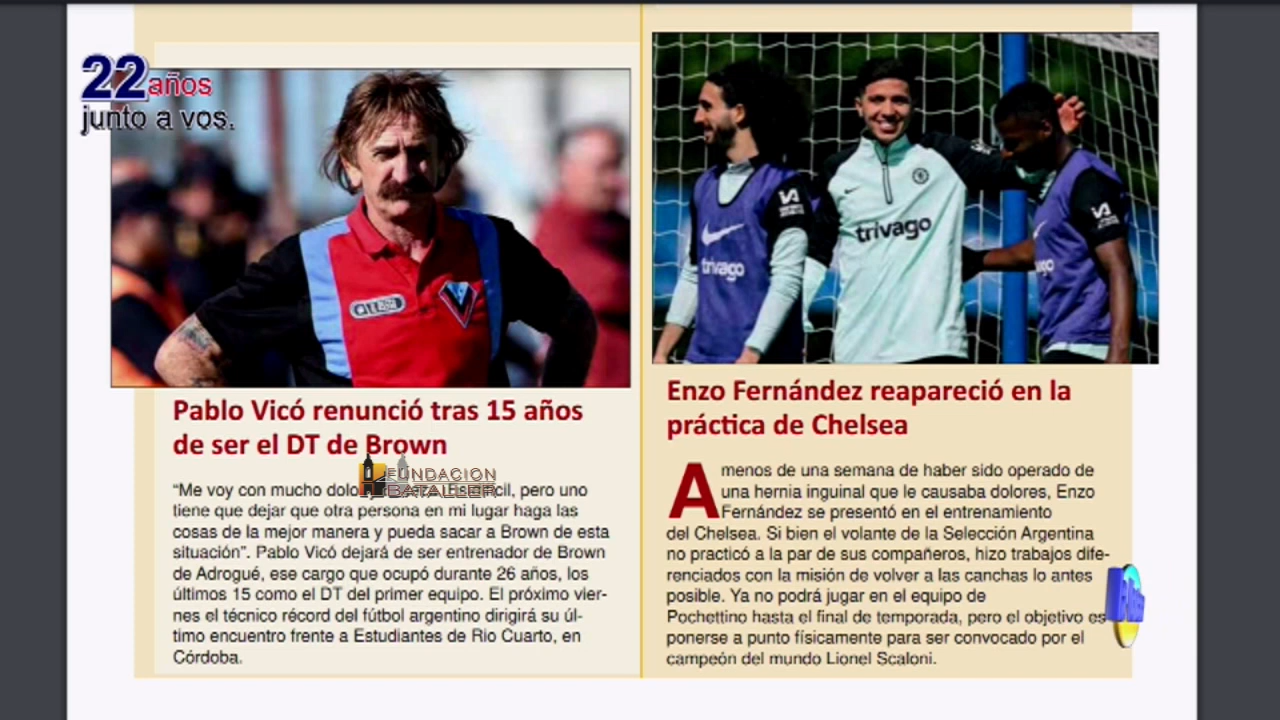 22 años
junto a vos.
Pablo Vicó renunció tras 15 años
de ser el DT de Brown
“Me voy con mucho dolo cil, pero uno
tiene que dejar que otra persona en mi lugar haga las
cosas de la mejor manera y pueda sacar a Brown de esta
situación”. Pablo Vicó dejará de ser entrenador de Brown
de Adrogué, ese cargo que ocupó durante 26 años, los
últimos 15 como el DT del primer equipo. El próximo vier-
nes el técnico récord del fútbol argentino dirigirá su úl-
timo encuentro frente a Estudiantes de Rio Cuarto, en
Córdoba.
FUNDACION
BATALLER
trivago
trivago
Enzo Fernández reapareció en la
práctica de Chelsea
A menos de una semana de haber sido operado de
una hernia inguinal que le causaba dolores, Enzo
Fernández se presentó en el entrenamiento
del Chelsea. Si bien el volante de la Selección Argentina
no practicó a la par de sus compañeros, hizo trabajos dife-
renciados con la misión de volver a las canchas lo antes
posible. Ya no podrá jugar en el equipo de
Pochettino hasta el final de temporada, pero el objetivo es
ponerse a punto físicamente para ser convocado por el
campeón del mundo Lionel Scaloni.